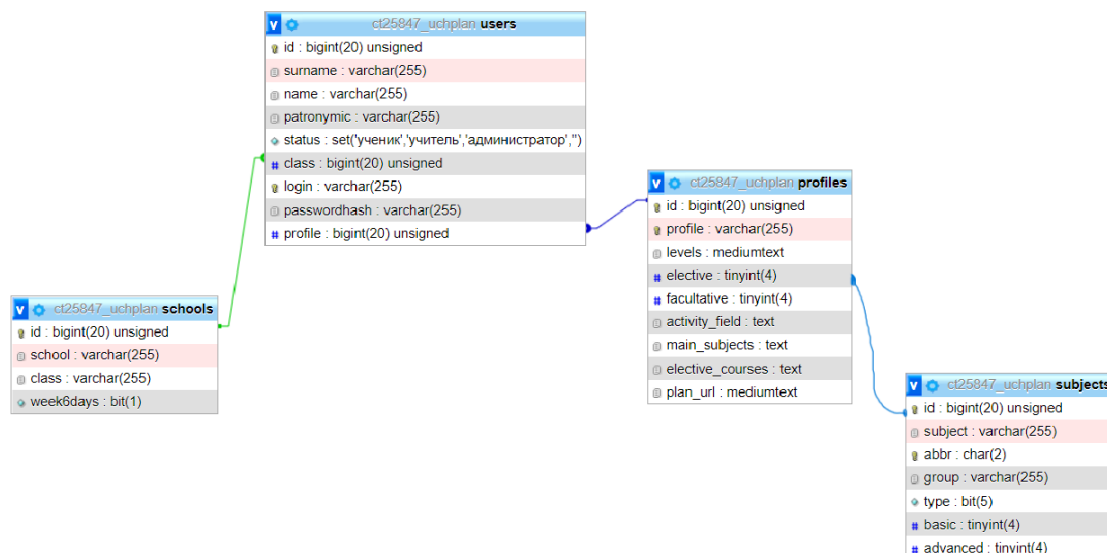 ct25847_uchplan users
id : bigint(20) unsigned
surname : varchar(255)
name : varchar(255)
patronymic : varchar(255)
status : set('ученик','учитель','администратор','')
class : bigint(20) unsigned
login : varchar(255)
passwordhash : varchar(255)
profile : bigint(20) unsigned
ct25847_uchplan profiles
id : bigint(20) unsigned
profile : varchar(255)
levels : mediumtext
elective : tinyint(4)
facultative : tinyint(4)
activity_field : text
main_subjects : text
elective_courses : text
plan_url : mediumtext
ct25847_uchplan schools
id : bigint(20) unsigned
school : varchar(255)
class : varchar(255)
week6days : bit(1)
ct25847_uchplan subjects
id : bigint(20) unsigned
subject : varchar(255)
abbr : char(2)
group : varchar(255)
type : bit(5)
basic : tinyint(4)
advanced : tinyint(4)